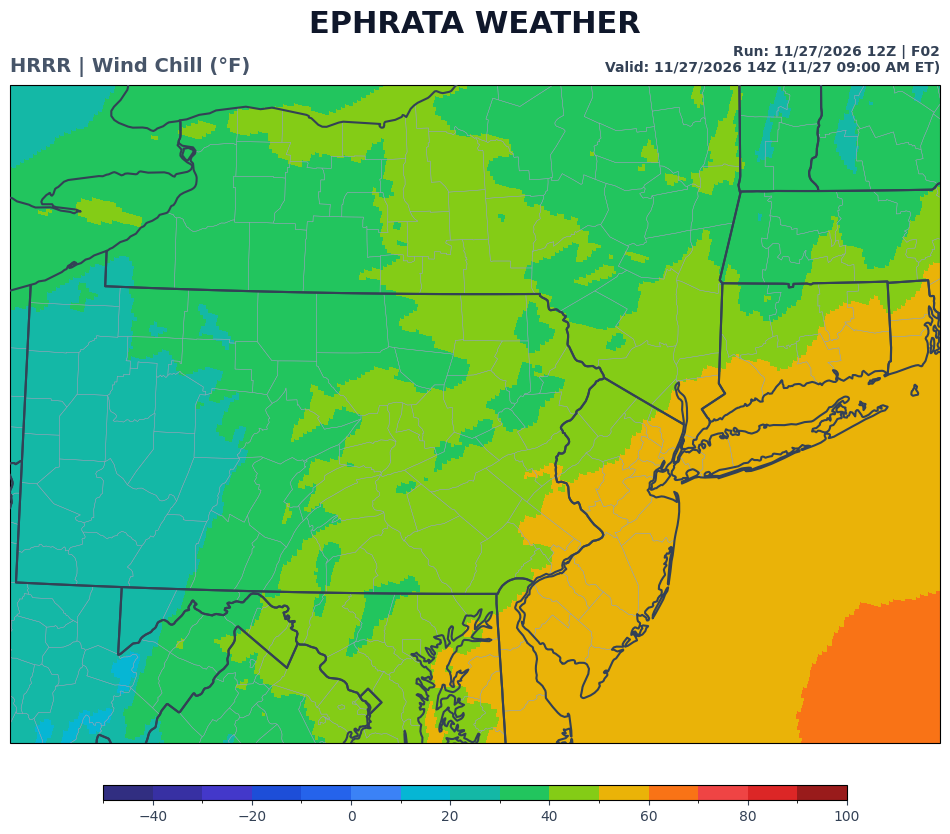 EPHRATA WEATHER
HRRR | Wind Chill (°F)
Run: 11/27/2026 12Z | F02
Valid: 11/27/2026 14Z (11/27 09:00 AM ET)
−40 −20 0 20 40 60 80 100